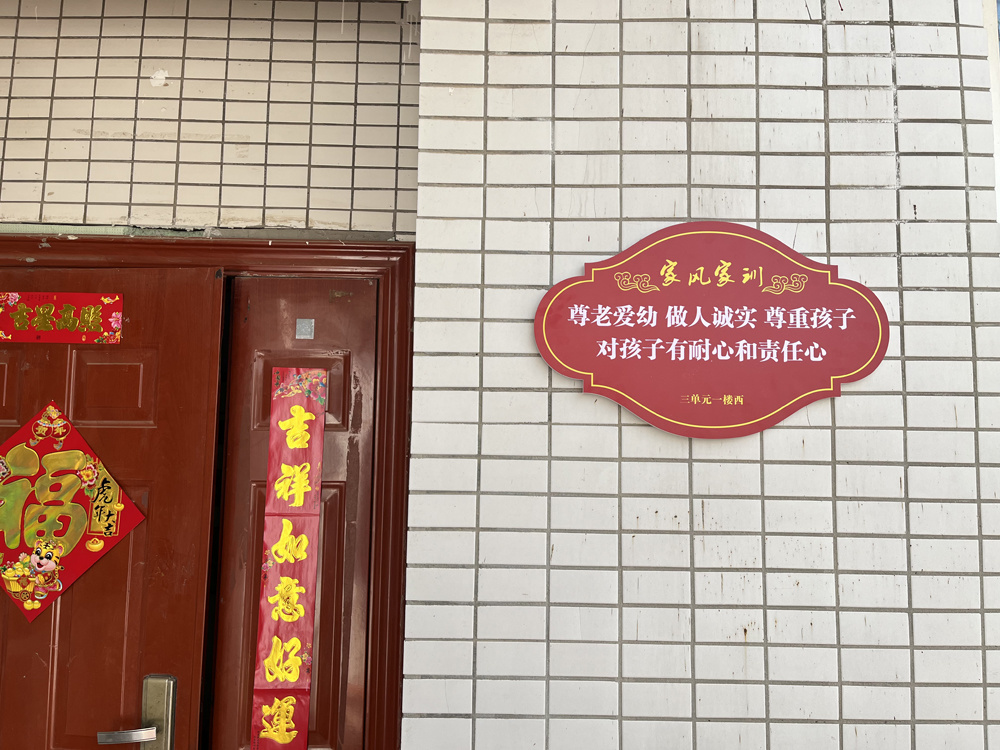 吉星高照
福
虎年大吉
吉祥如意好運
家风家训
尊老爱幼 做人诚实 尊重孩子
对孩子有耐心和责任心
三单元一楼西